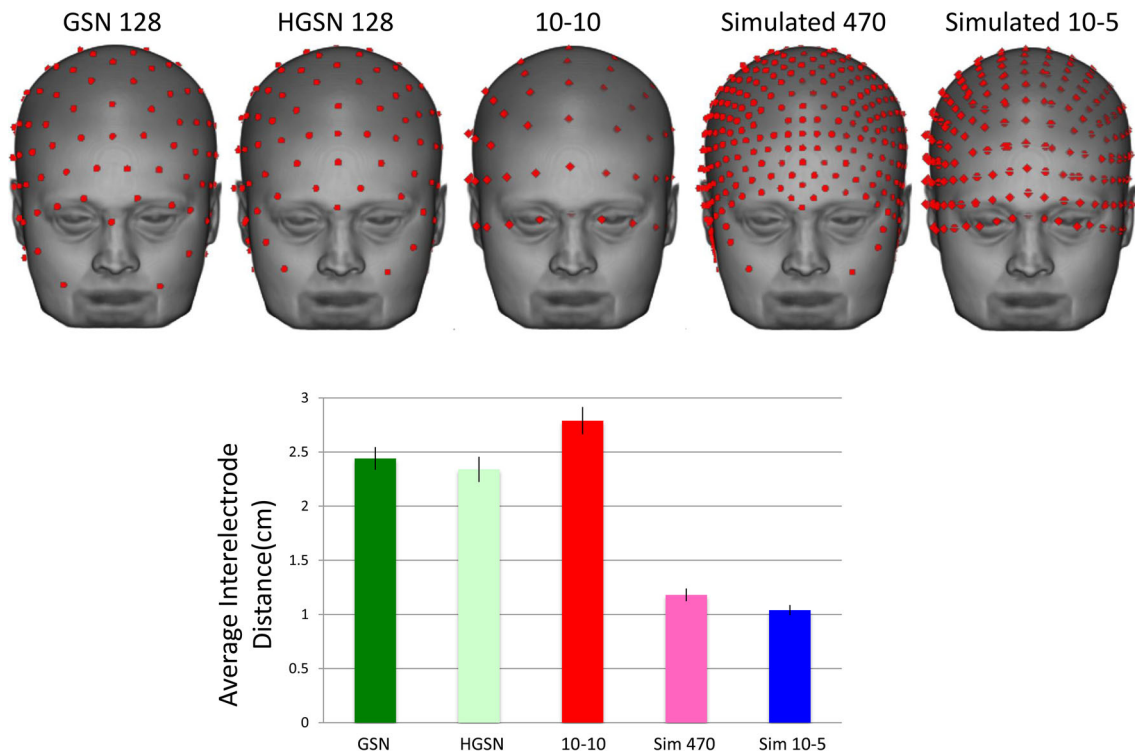 GSN 128 HGSN 128 10-10 Simulated 470 Simulated 10-5
Average Interelectrode
Distance(cm)
3
2.5
2
1.5
1
0.5
0
GSN HGSN 10-10 Sim 470 Sim 10-5